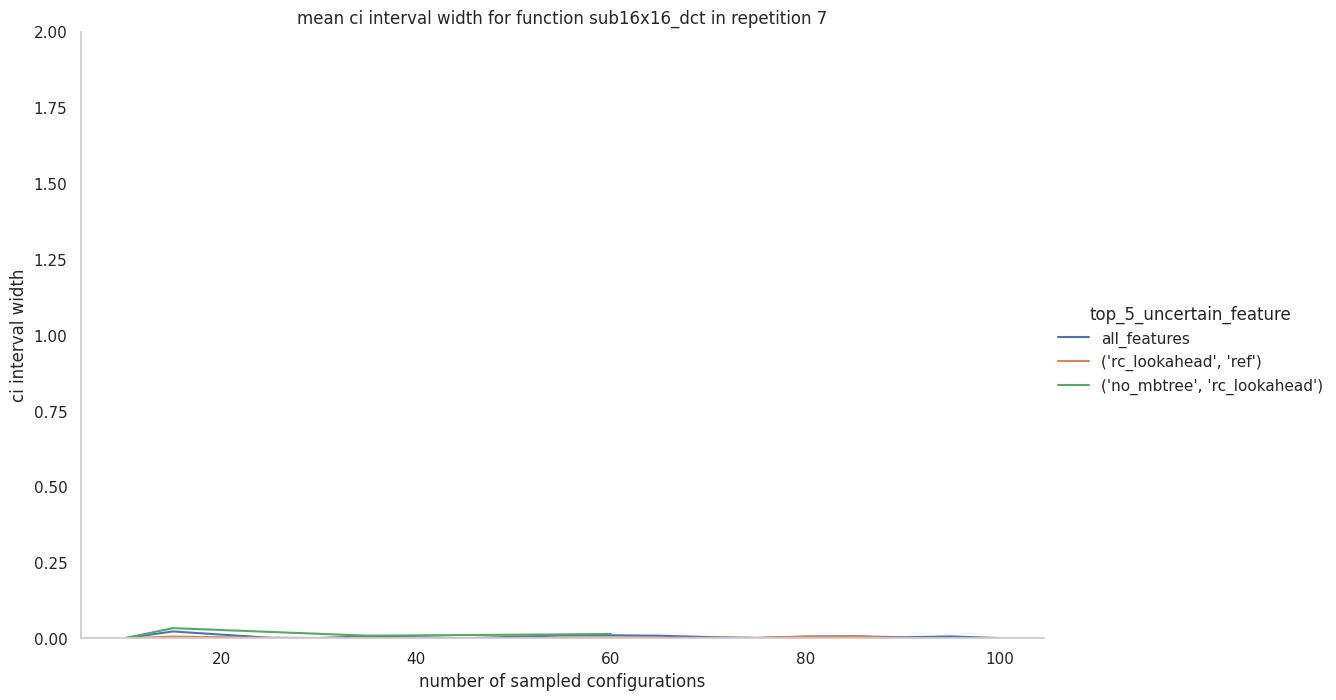 mean ci interval width for function sub16x16_dct in repetition 7
2.00
1.75
1.50
1.25
1.00
0.75
0.50
0.25
0.00
ci interval width
20
40
60
80
100
number of sampled configurations
top_5_uncertain_feature
all_features
('rc_lookahead', 'ref')
('no_mbtree', 'rc_lookahead')